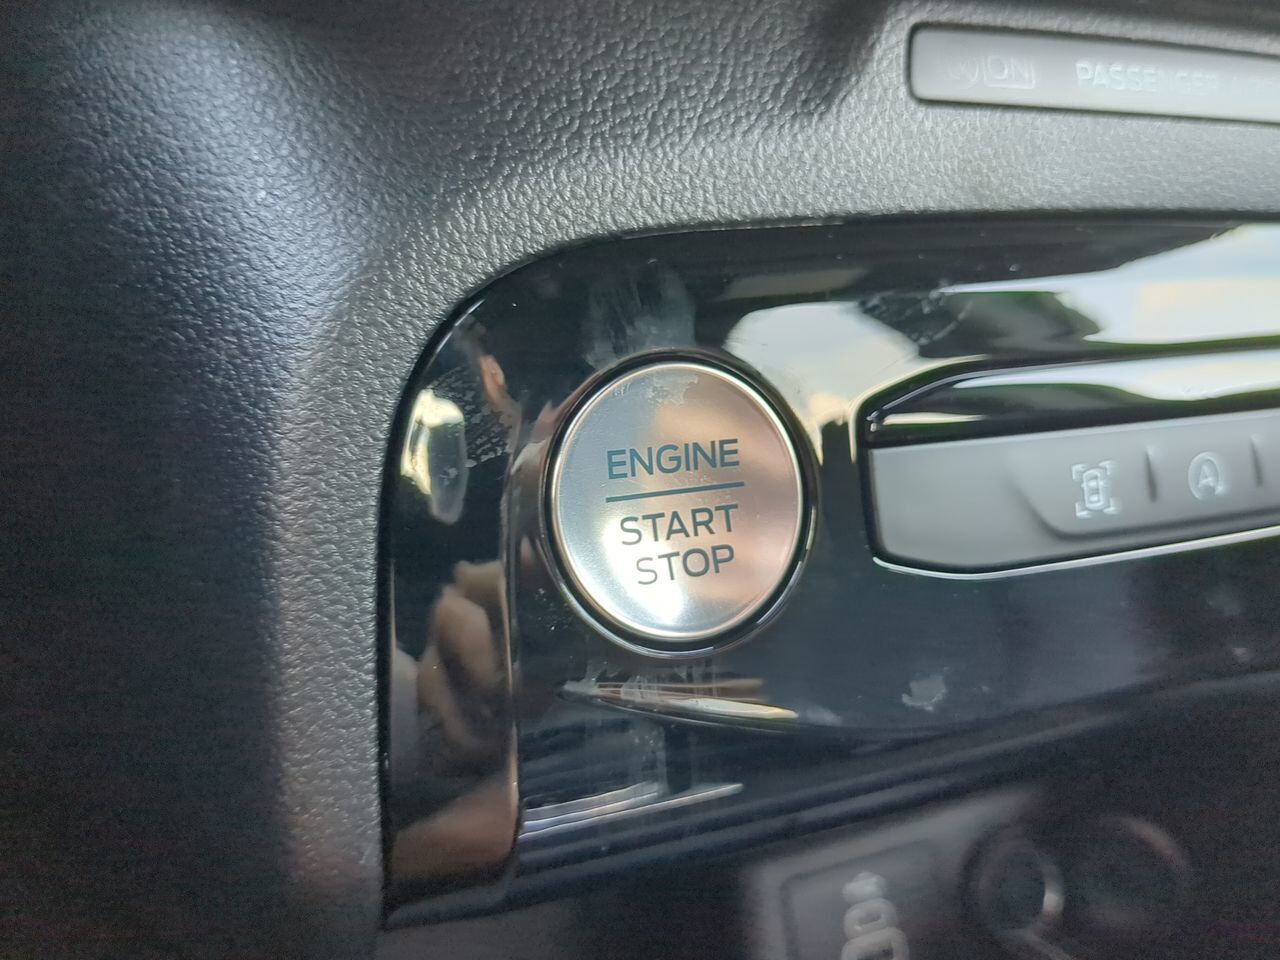 ON PASSENGER
ENGINE
START
STOP
A